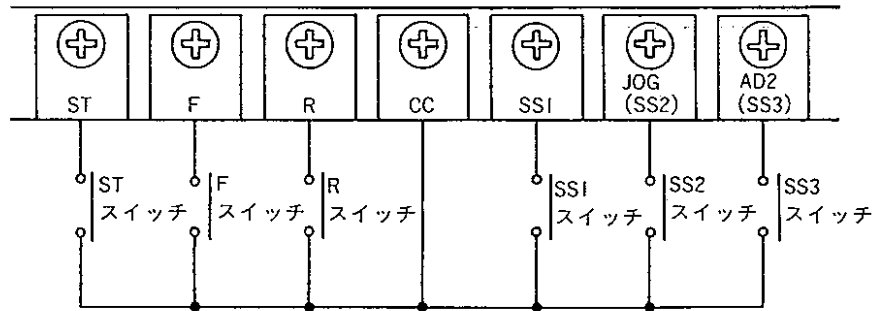 ST F R CC SS1 JOG (SS2) AD2 (SS3)
ST スイッチ
F スイッチ
R スイッチ
SS1 スイッチ
SS2 スイッチ
SS3 スイッチ